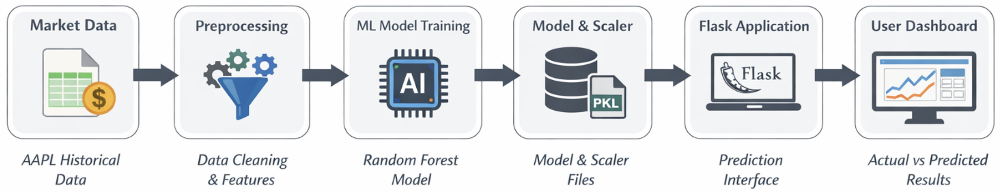 Market Data
$
AAPL Historical
Data
Preprocessing
Data Cleaning
& Features
ML Model Training
AI
Random Forest
Model
Model & Scaler
PKL
Model & Scaler
Files
Flask Application
Flask
Prediction
Interface
User Dashboard
Actual vs Predicted
Results